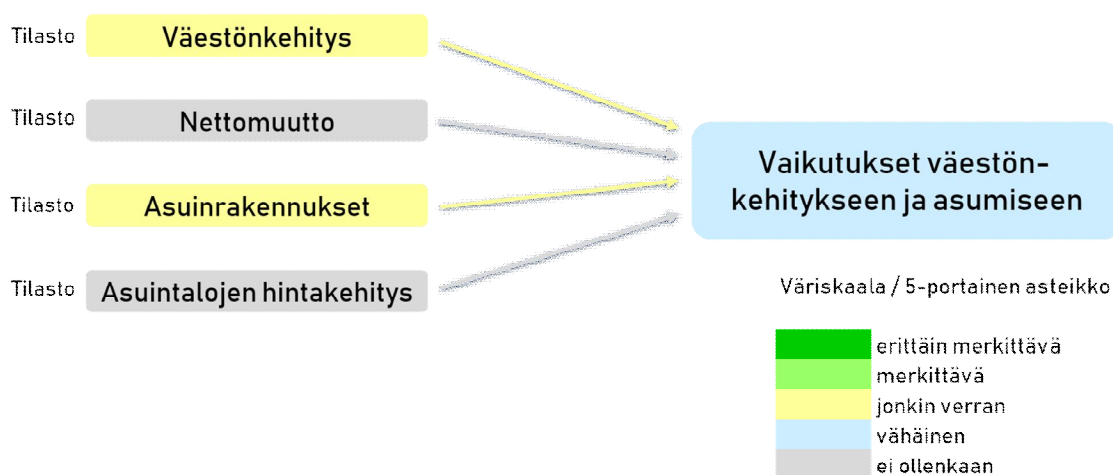 Tilasto Väestönkehitys
Tilasto Nettomuutto
Tilasto Asuinrakennukset
Tilasto Asuintalojen hintakehitys
Vaikutukset väestön-
kehitykseen ja asumiseen
Väriskaala / 5-portainen asteikko
erittäin merkittävä
merkittävä
jonkin verran
vähäinen
ei ollenkaan